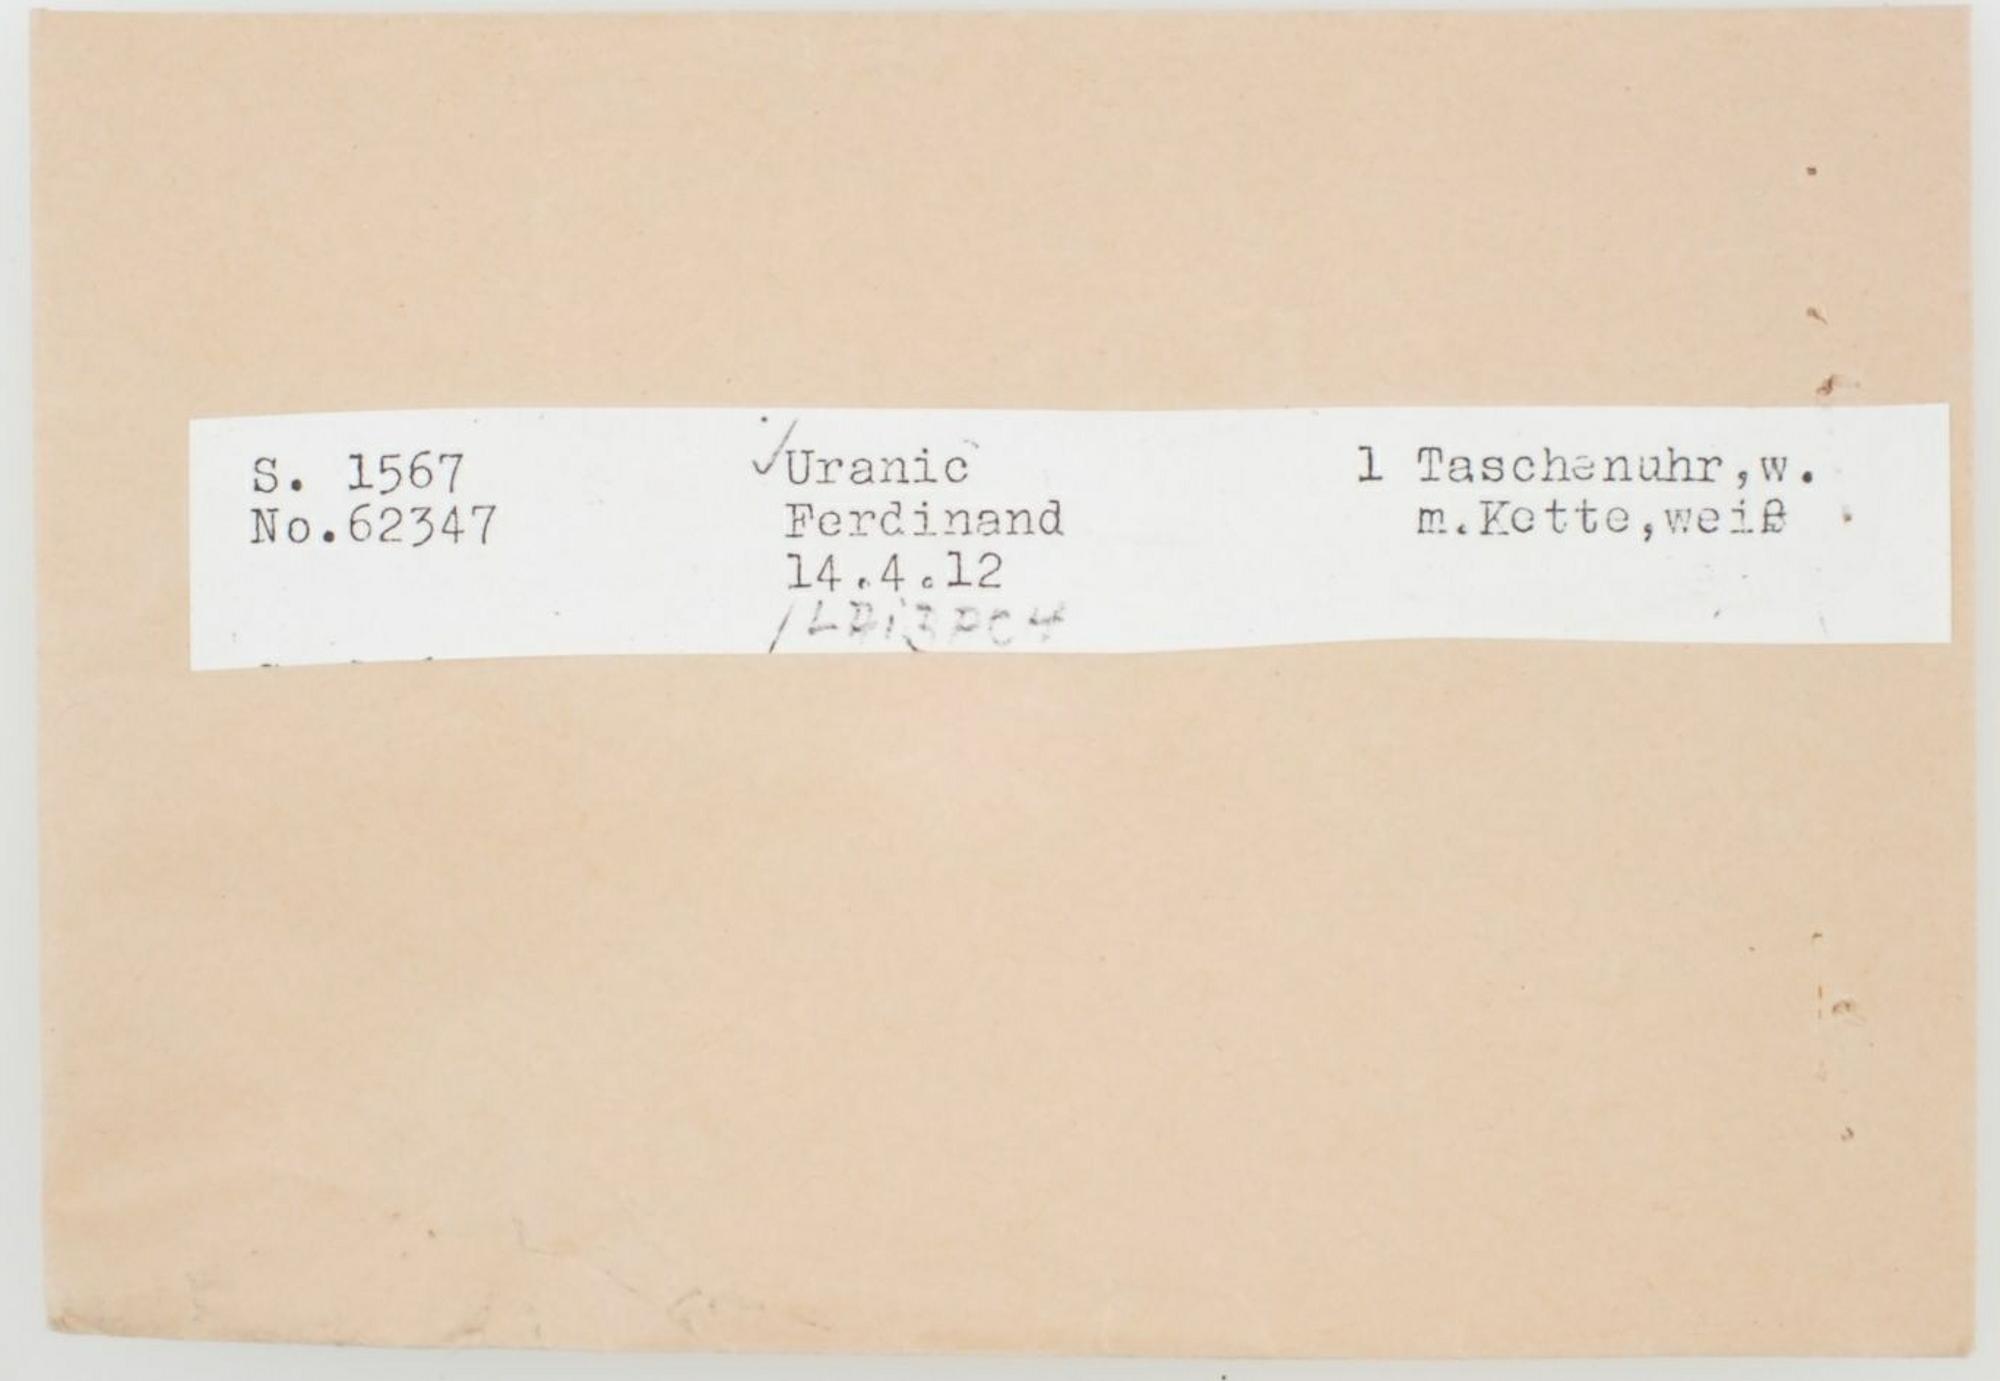 S. 1567
No.62347
Uranic
Ferdinand
14.4.12
1 Taschenuhr,w.
m.Kette,weiß